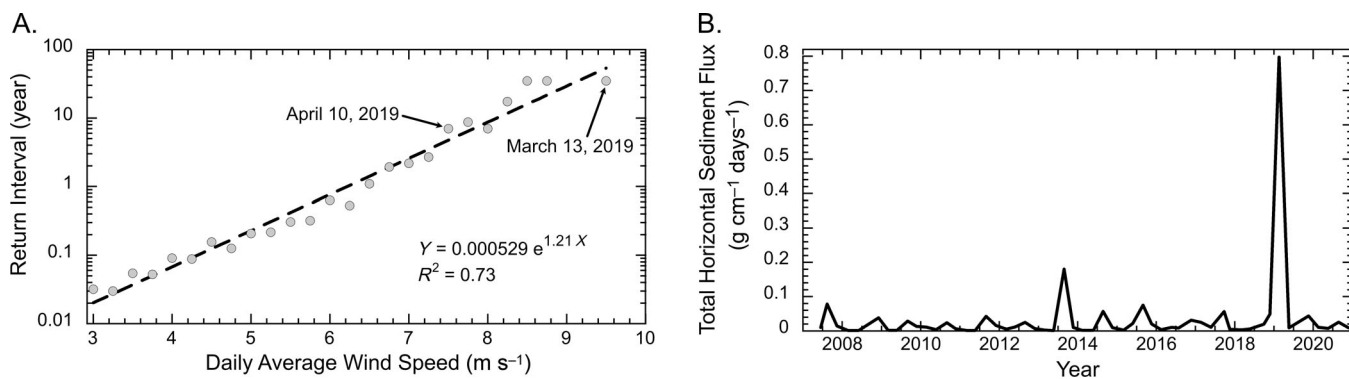 A.
Return Interval (year)
100
10
1
0.1
0.01
April 10, 2019
March 13, 2019
Y = 0.000529 e^1.21 X
R² = 0.73
3 4 5 6 7 8 9 10
Daily Average Wind Speed (m s⁻¹)
B.
Total Horizontal Sediment Flux
(g cm⁻¹ days⁻¹)
0.8
0.7
0.6
0.5
0.4
0.3
0.2
0.1
0
2008 2010 2012 2014 2016 2018 2020
Year